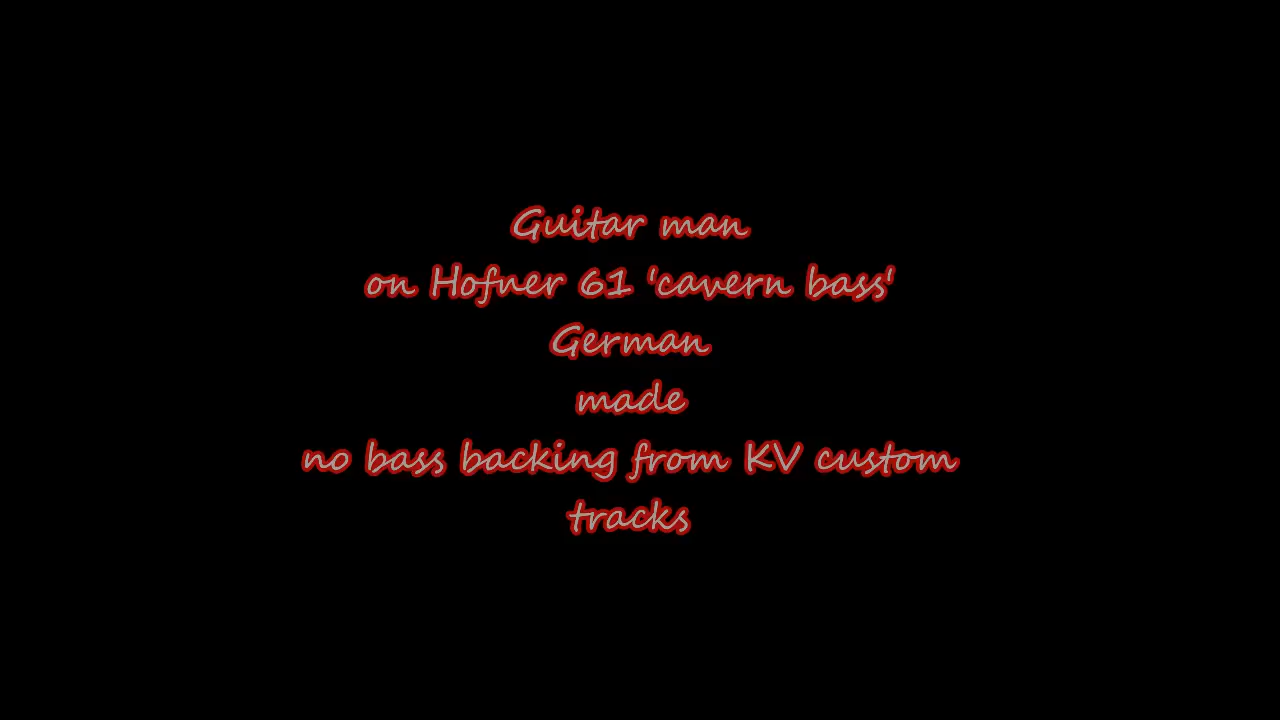 Guitar man
on Hofner 61 'cavern bass'
German
made
no bass backing from KV custom
tracks